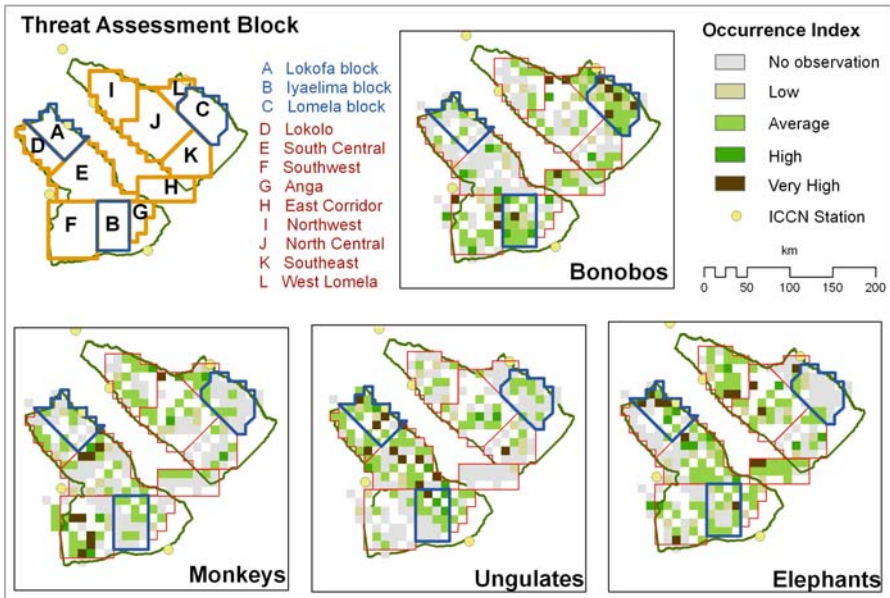 Threat Assessment Block
A Lokofa block
B Iyaelima block
C Lomela block
D Lokolo
E South Central
F Southwest
G Anga
H East Corridor
I Northwest
J North Central
K Southeast
L West Lomela
I
L
C
J
A
D
K
E
H
G
F
B
Bonobos
Occurrence Index
No observation
Low
Average
High
Very High
ICCN Station
km
0 50 100 150 200
Monkeys
Ungulates
Elephants